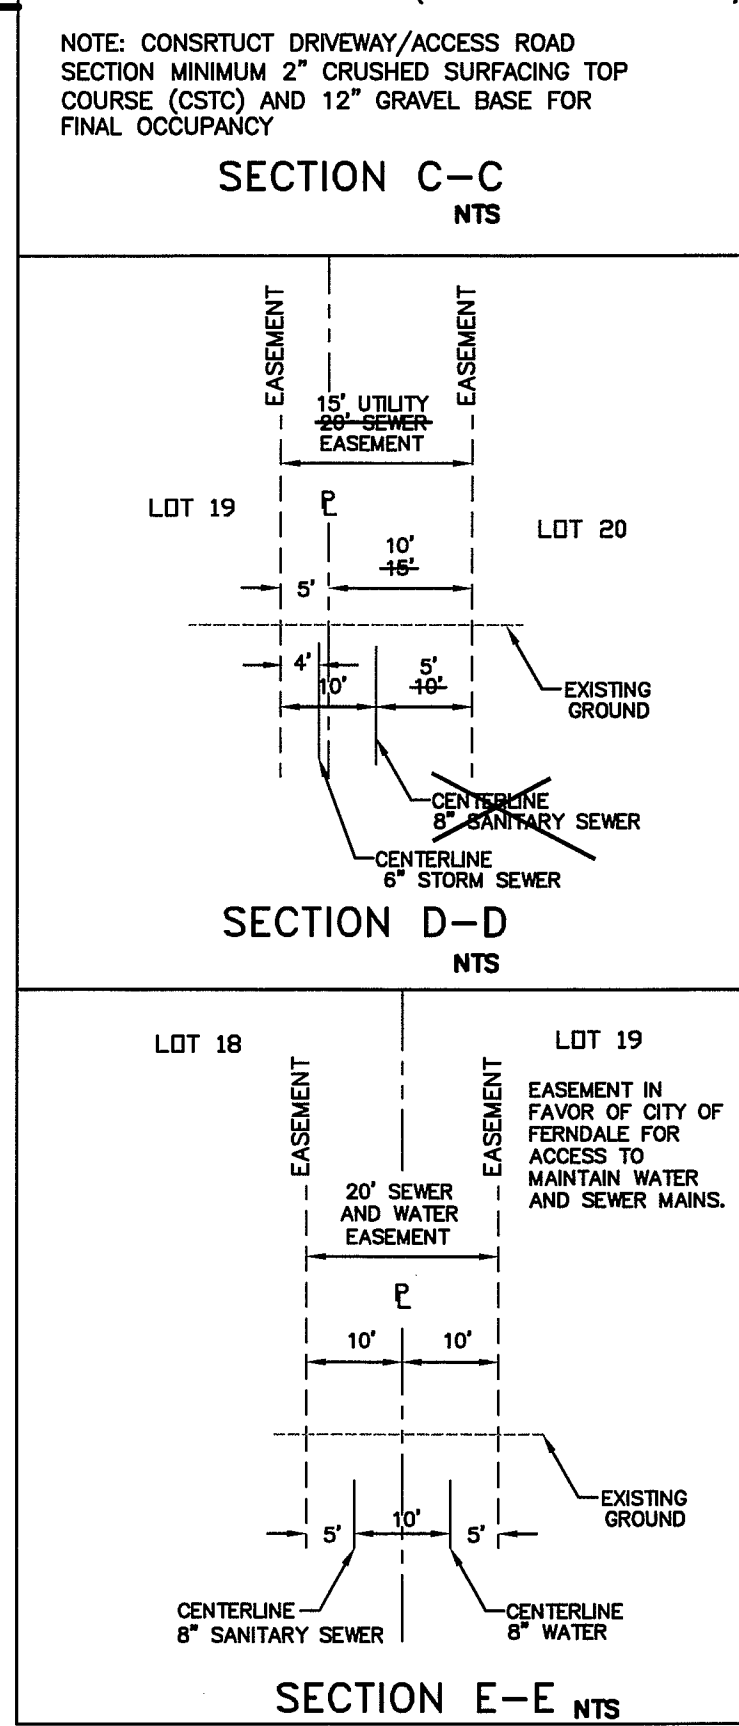 NOTE: CONSRTUCT DRIVEWAY/ACCESS ROAD
SECTION MINIMUM 2" CRUSHED SURFACING TOP
COURSE (CSTC) AND 12" GRAVEL BASE FOR
FINAL OCCUPANCY
SECTION C-C
NTS
EASEMENT
EASEMENT
15' UTILITY
20' SEWER
EASEMENT
LOT 19
PL
LOT 20
10'
15'
5'
4'
10'
5'
10'
EXISTING
GROUND
CENTERLINE
8" SANITARY SEWER
CENTERLINE
6" STORM SEWER
SECTION D-D
NTS
LOT 18
LOT 19
EASEMENT
EASEMENT
EASEMENT IN
FAVOR OF CITY OF
FERNDALE FOR
ACCESS TO
MAINTAIN WATER
AND SEWER MAINS.
20' SEWER
AND WATER
EASEMENT
PL
10'
10'
EXISTING
GROUND
5'
10'
5'
CENTERLINE
8" SANITARY SEWER
CENTERLINE
8" WATER
SECTION E-E NTS